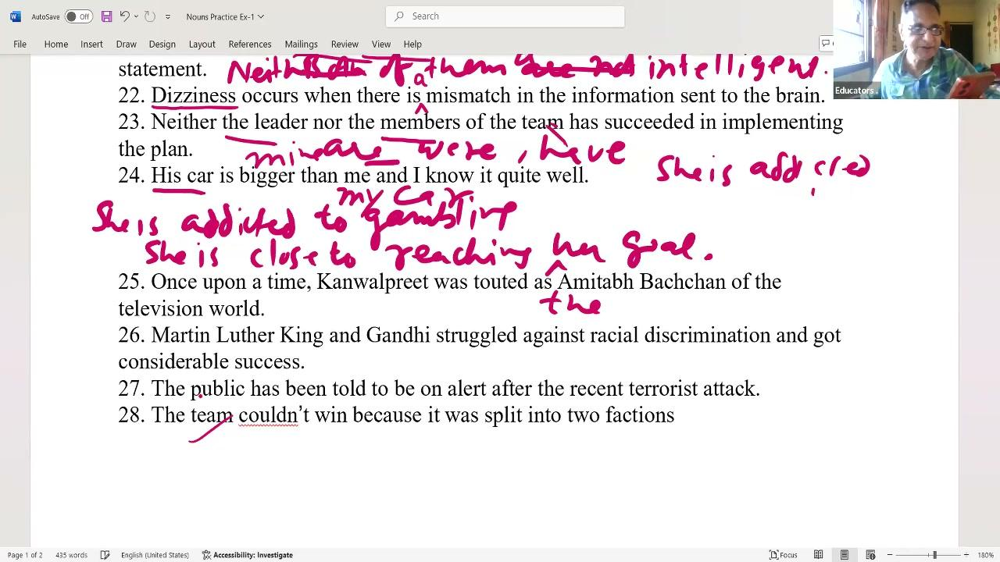 AutoSave Off Nouns Practice Ex-1 Search
File Home Insert Draw Design Layout References Mailings Review View Help
statement. Neither of them intelligent.
Educators .
a
22. Dizziness occurs when there is mismatch in the information sent to the brain.
23. Neither the leader nor the members of the team has succeeded in implementing
the plan. mine are were, have
She is addicted
24. His car is bigger than me and I know it quite well.
my car.
She is addicted to gambling
She is close to reaching her goal.
25. Once upon a time, Kanwalpreet was touted as Amitabh Bachchan of the
television world. the
26. Martin Luther King and Gandhi struggled against racial discrimination and got
considerable success.
27. The public has been told to be on alert after the recent terrorist attack.
28. The team couldn't win because it was split into two factions
Page 1 of 2 435 words English (United States) Accessibility: Investigate Focus 180%